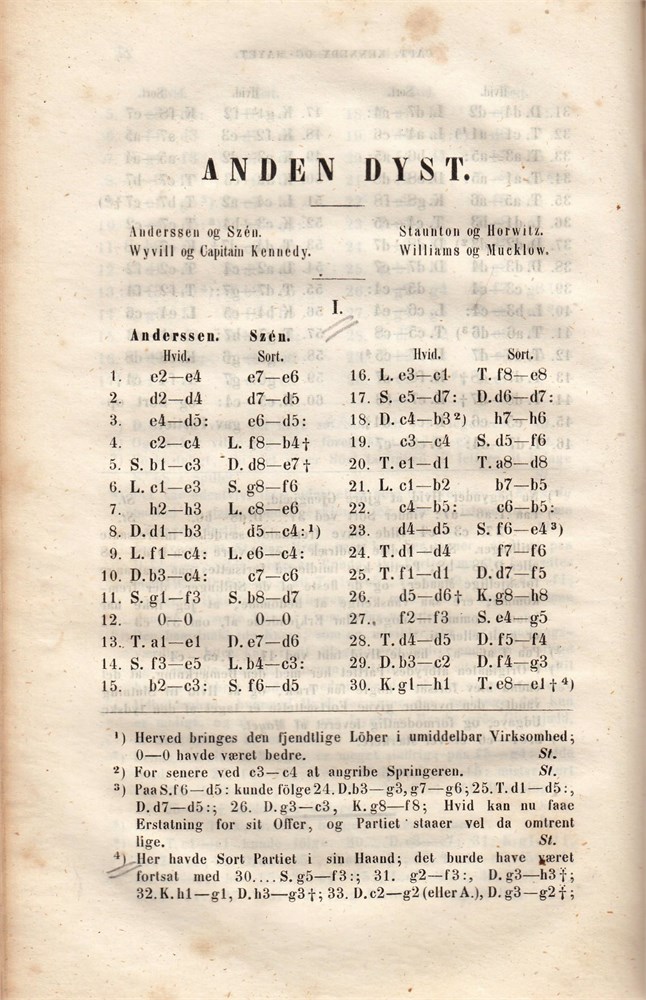 ANDEN DYST.
Anderssen og Szén.
Wyvill og Capitain Kennedy.
Staunton og Horwitz.
Williams og Mucklow.
I.
Anderssen. Szén.
Hvid. Sort.
1. e2—e4 e7—e6
2. d2—d4 d7—d5
3. e4—d5: e6—d5:
4. c2—c4 L. f8—b4†
5. S. b1—c3 D. d8—e7†
6. L. c1—e3 S. g8—f6
7. h2—h3 L. c8—e6
8. D. d1—b3 d5—c4:¹)
9. L. f1—c4: L. e6—c4:
10. D. b3—c4: c7—c6
11. S. g1—f3 S. b8—d7
12. 0—0 0—0
13. T. a1—e1 D. e7—d6
14. S. f3—e5 L. b4—c3:
15. b2—c3: S. f6—d5
Hvid. Sort.
16. L. e3—c1 T. f8—e8
17. S. e5—d7: D. d6—d7:
18. D. c4—b3²) h7—h6
19. c3—c4 S. d5—f6
20. T. e1—d1 T. a8—d8
21. L. c1—b2 b7—b5
22. c4—b5: c6—b5:
23. d4—d5 S. f6—e4³)
24. T. d1—d4 f7—f6
25. T. f1—d1 D. d7—f5
26. d5—d6† K. g8—h8
27. f2—f3 S. e4—g5
28. T. d4—d5 D. f5—f4
29. D. b3—c2 D. f4—g3
30. K. g1—h1 T. e8—e1†⁴)
¹) Herved bringes den fjendtlige Löber i umiddelbar Virksomhed;
0—0 havde været bedre. St.
²) For senere ved c3—c4 at angribe Springeren. St.
³) Paa S. f6—d5: kunde fölge 24. D. b3—g3, g7—g6; 25. T. d1—d5:,
D. d7—d5:; 26. D. g3—c3, K. g8—f8; Hvid kan nu faae
Erstatning for sit Offer, og Partiet staaer vel da omtrent
lige. St.
⁴) Her havde Sort Partiet i sin Haand; det burde have været
fortsat med 30.... S. g5—f3:; 31. g2—f3:, D. g3—h3†;
32. K. h1—g1, D. h3—g3†; 33. D. c2—g2 (eller A.), D. g3—g2†;